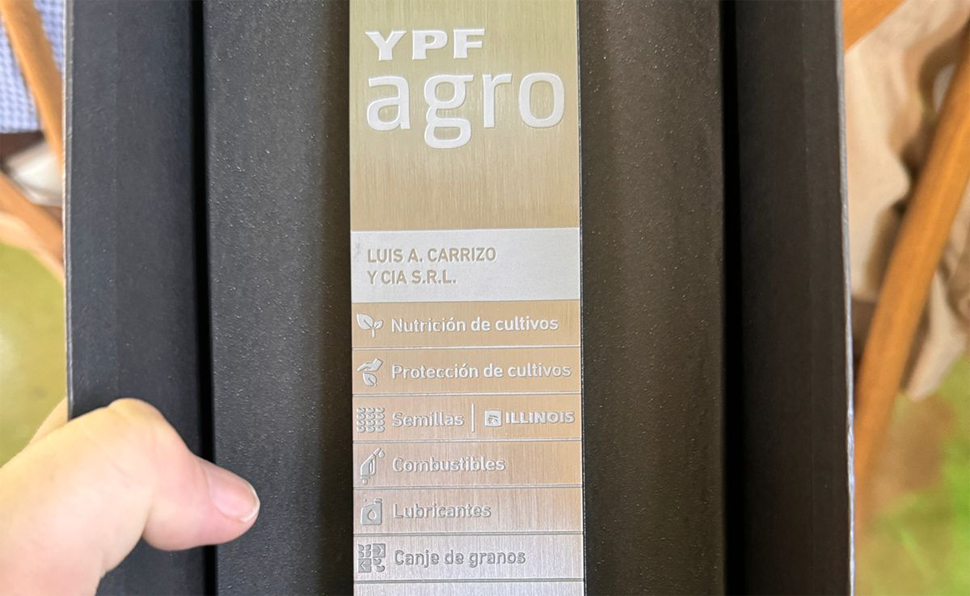 YPF
agro
LUIS A. CARRIZO
Y CIA S.R.L.
Nutrición de cultivos
Protección de cultivos
Semillas | ILLINOIS
Combustibles
Lubricantes
Canje de granos